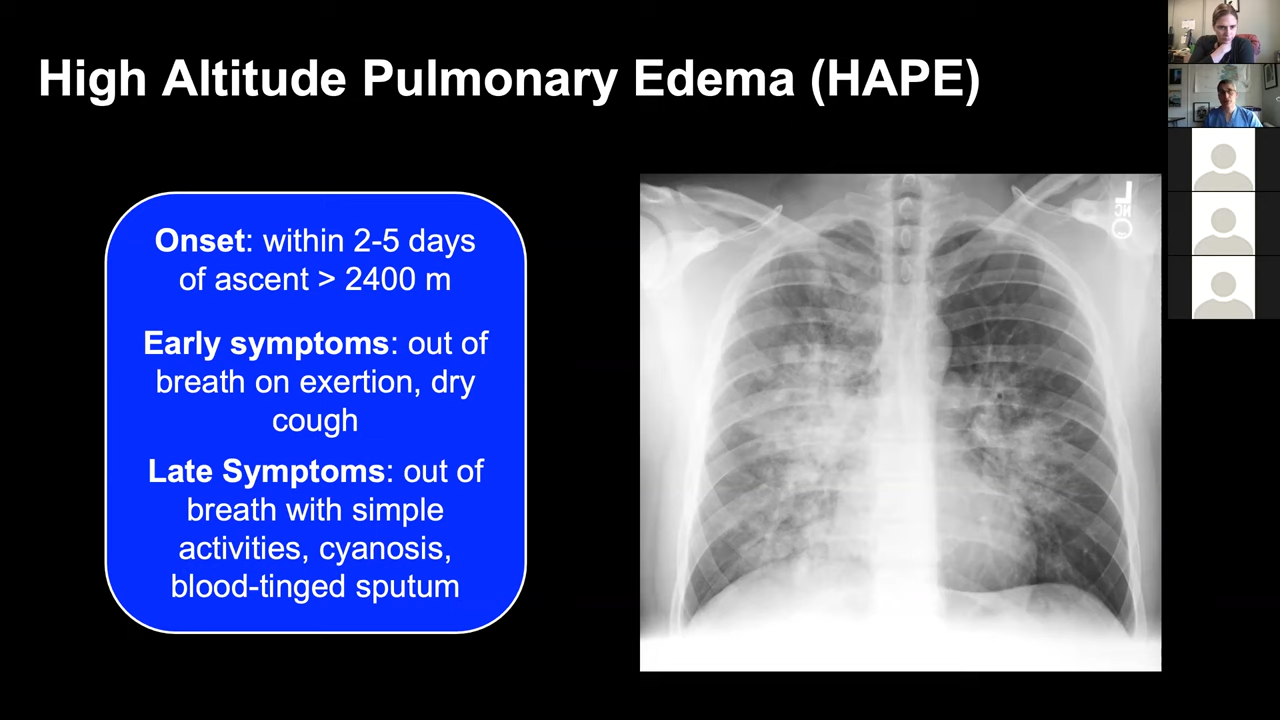 High Altitude Pulmonary Edema (HAPE)
Onset: within 2-5 days
of ascent > 2400 m
Early symptoms: out of
breath on exertion, dry
cough
Late Symptoms: out of
breath with simple
activities, cyanosis,
blood-tinged sputum
L